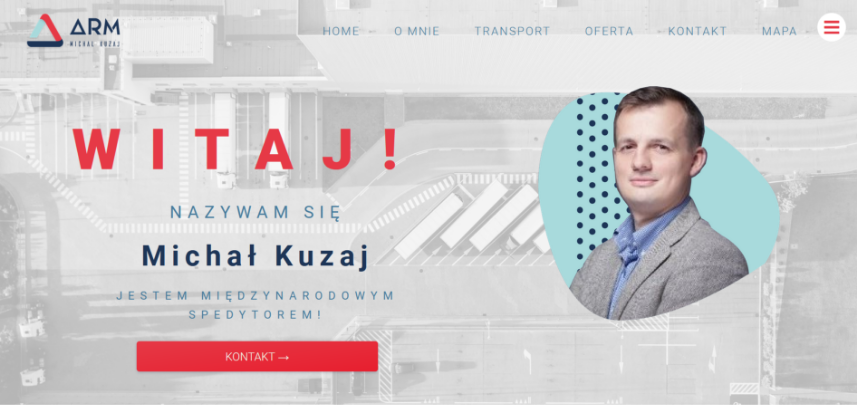 ARM
MICHAŁ KUZAJ
HOME
O MNIE
TRANSPORT
OFERTA
KONTAKT
MAPA
WITAJ!
NAZYWAM SIĘ
Michał Kuzaj
JESTEM MIĘDZYNARODOWYM
SPEDYTOREM!
KONTAKT →